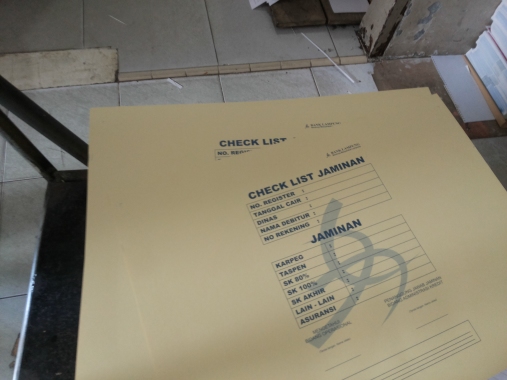 CHECK LIST
NO. REGI
CHECK LIST JAMINAN
NO. REGISTER :
TANGGAL CAIR :
DINAS :
NAMA DEBITUR :
NO REKENING :
JAMINAN
KARPEG
TASPEN
SK 80%
SK 100%
SK AKHIR
LAIN - LAIN
ASURANSI